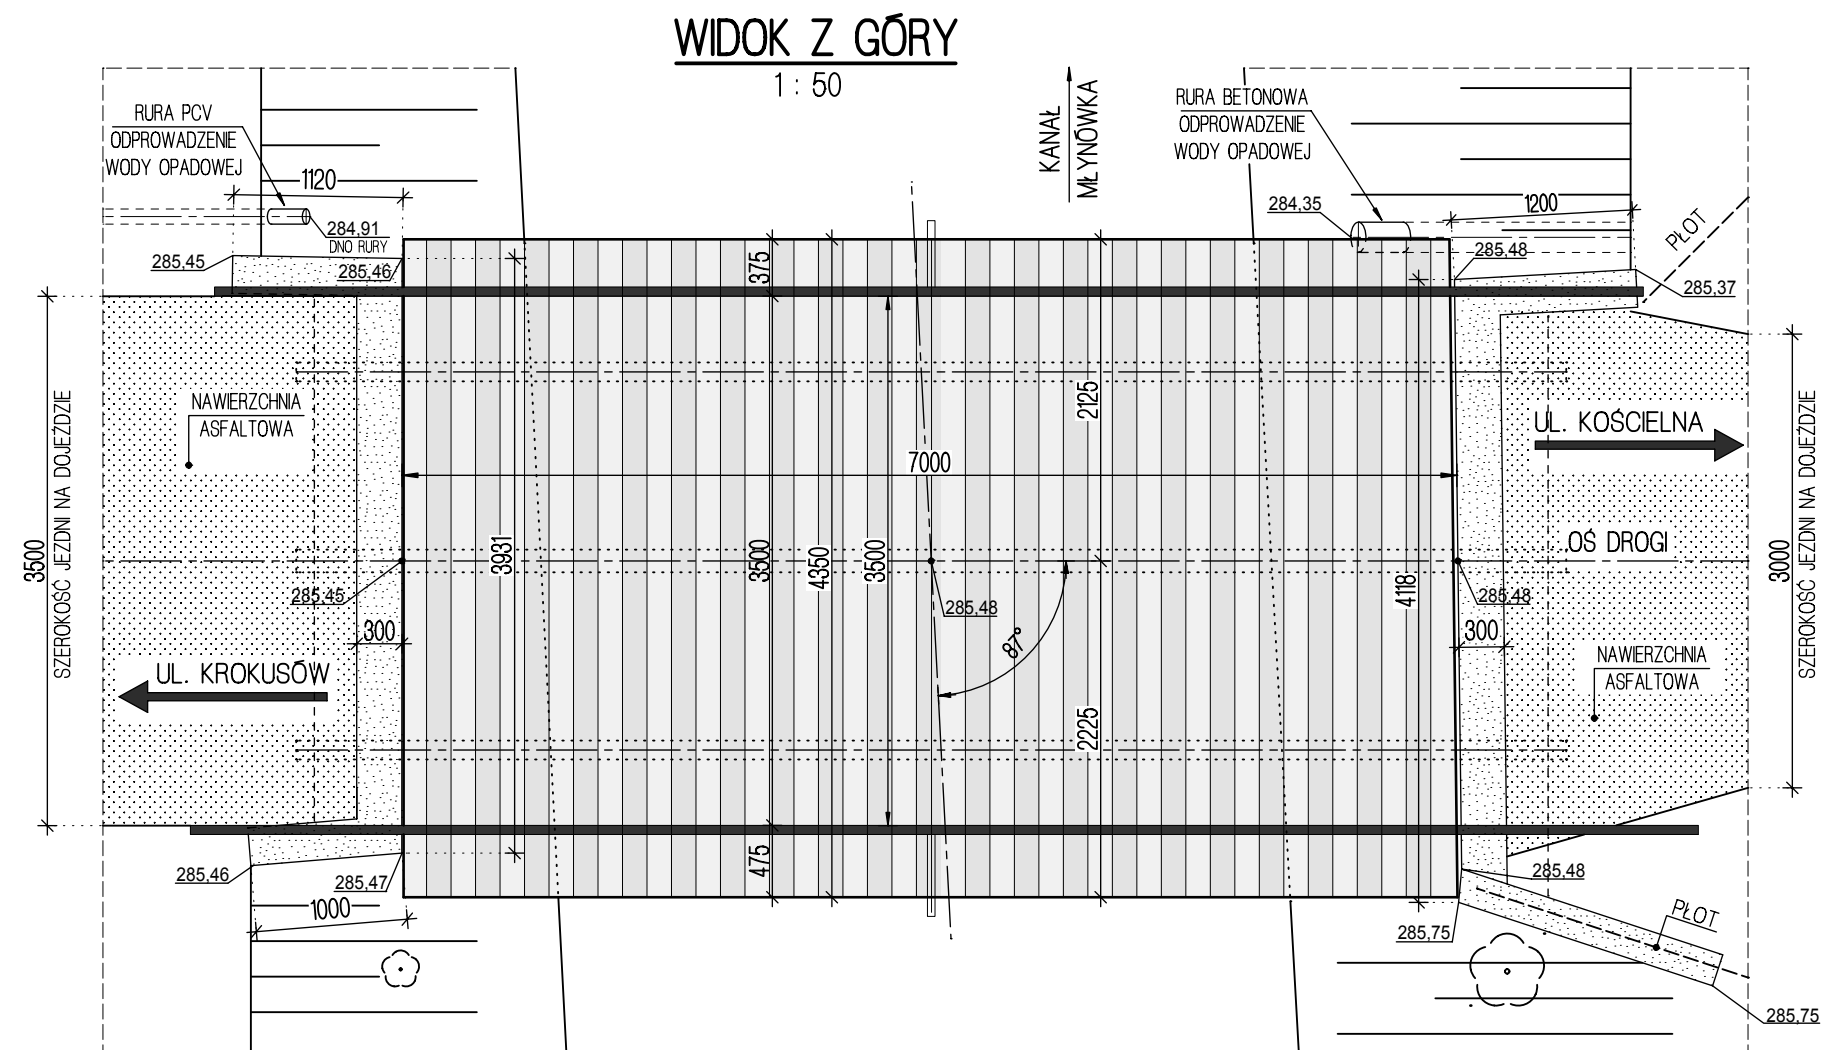 WIDOK Z GÓRY
1 : 50
RURA PCV
ODPROWADZENIE
WODY OPADOWEJ
1120
284,91
DNO RURY
285,45
285,46
KANAŁ
MŁYNÓWKA
RURA BETONOWA
ODPROWADZENIE
WODY OPADOWEJ
284,35
1200
PŁOT
285,48
285,37
375
NAWIERZCHNIA
ASFALTOWA
2125
UL. KOŚCIELNA
7000
SZEROKOŚĆ JEZDNI NA DOJEŹDZIE
3500
3931
3500
4350
3500
OŚ DROGI
3000
SZEROKOŚĆ JEZDNI NA DOJEŹDZIE
285,45
285,48
4118
285,48
300
87°
300
UL. KROKUSÓW
NAWIERZCHNIA
ASFALTOWA
2225
475
285,46
285,47
285,48
1000
285,75
PŁOT
285,75